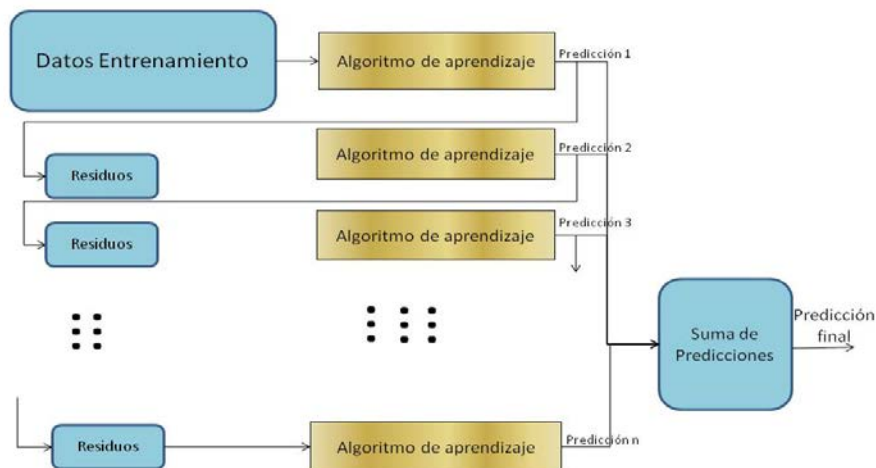 Datos Entrenamiento
Algoritmo de aprendizaje
Predicción 1
Algoritmo de aprendizaje
Predicción 2
Residuos
Algoritmo de aprendizaje
Predicción 3
Residuos
Suma de
Predicciones
Predicción
final
Residuos
Algoritmo de aprendizaje
Predicción n